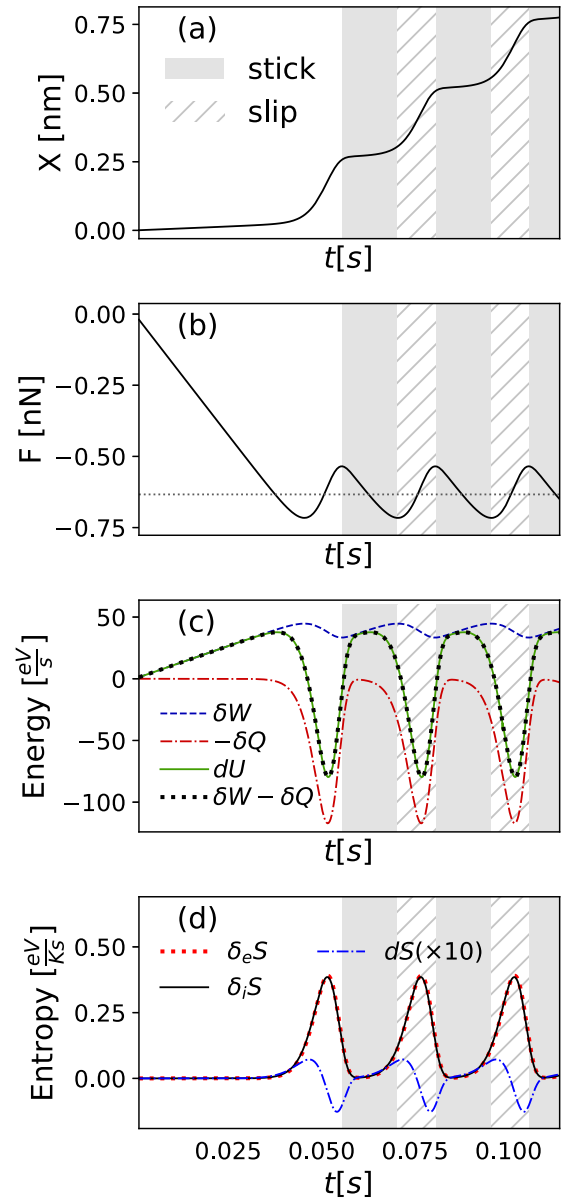 (a)
stick
slip
X [nm]
0.75
0.50
0.25
0.00
t[s]
(b)
F [nN]
0.00
−0.25
−0.50
−0.75
t[s]
(c)
Energy [eV/s]
50
0
−50
−100
δW
−δQ
dU
δW − δQ
t[s]
(d)
Entropy [eV/Ks]
0.50
0.25
0.00
δₑS
dS(×10)
δᵢS
0.025 0.050 0.075 0.100
t[s]